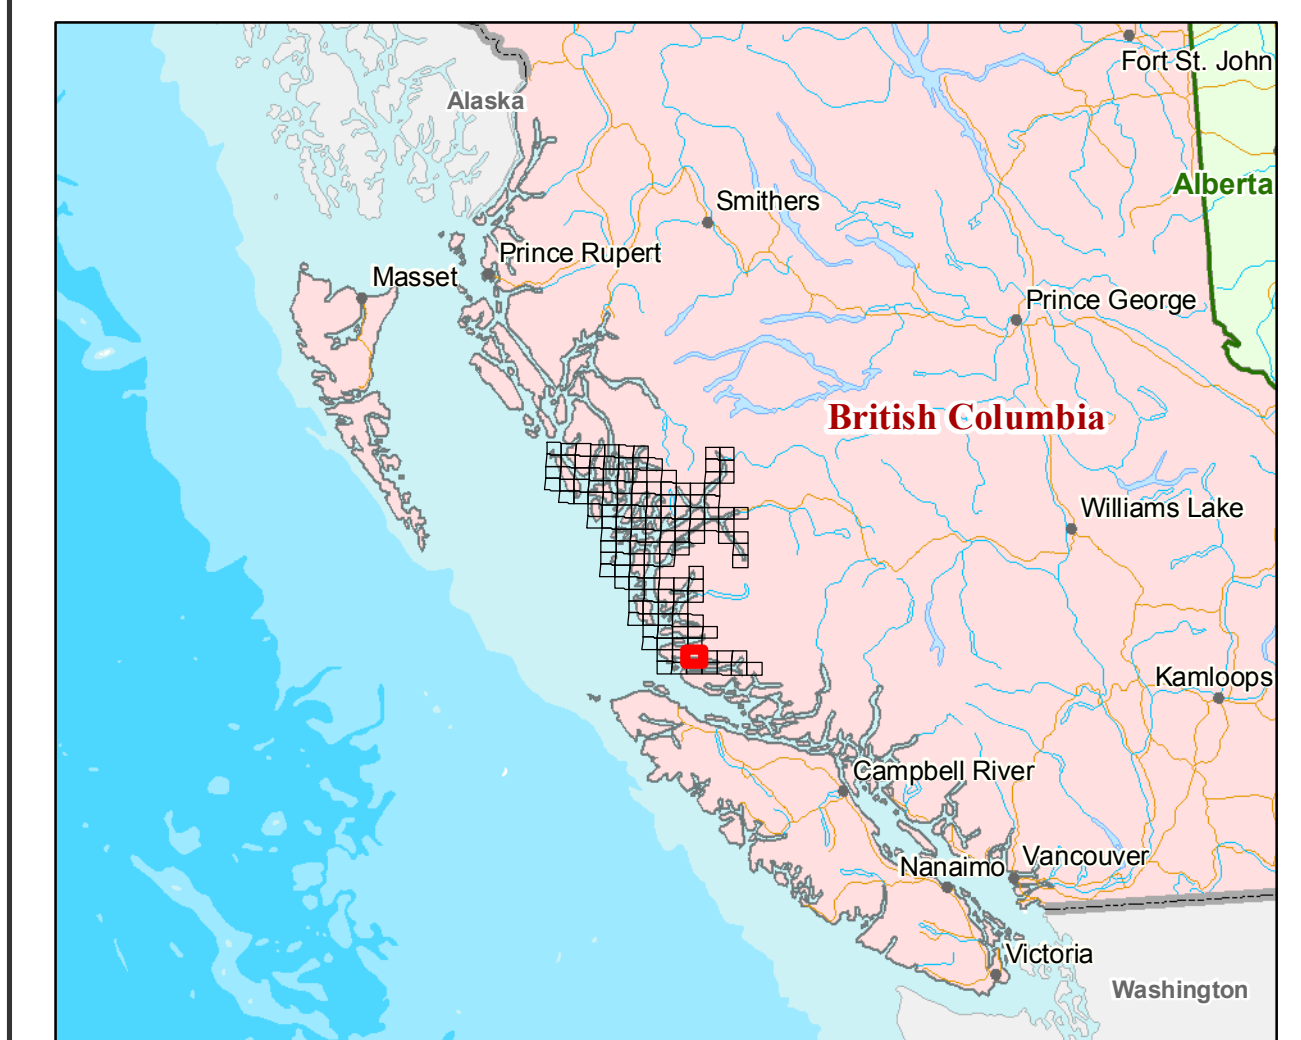 Fort St. John
Alaska
Alberta
Smithers
Prince Rupert
Masset
Prince George
British Columbia
Williams Lake
Kamloops
Campbell River
Vancouver
Nanaimo
Victoria
Washington